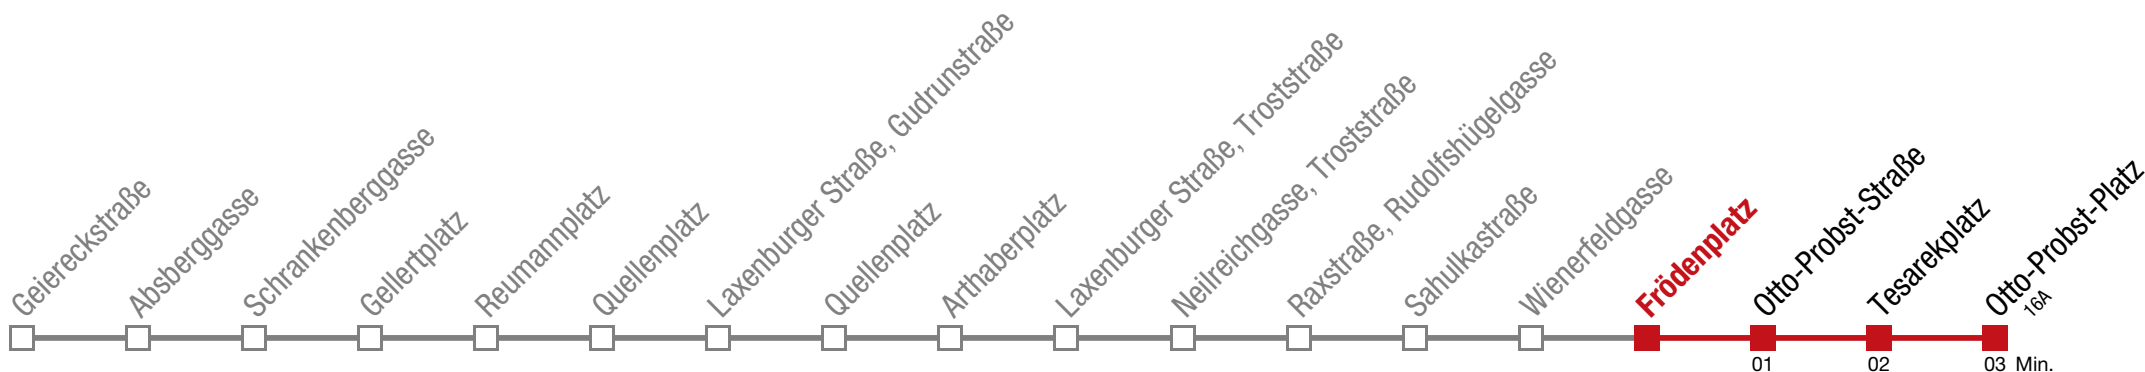 Geiereckstraße
Absberggasse
Schrankenberggasse
Gellertplatz
Reumannplatz
Quellenplatz
Laxenburger Straße, Gudrunstraße
Quellenplatz
Arthaberplatz
Laxenburger Straße, Troststraße
Neilreichgasse, Troststraße
Raxstraße, Rudolfshügelgasse
Sahulkastraße
Wienerfeldgasse
Frödenplatz
Otto-Probst-Straße
Tesarekplatz
Otto-Probst-Platz
16A
01 02 03 Min.